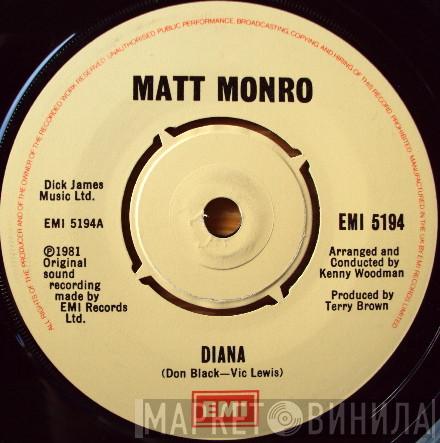 ALL RIGHTS OF THE PRODUCER AND OF THE OWNER OF THE RECORDED WORK RESERVED. UNAUTHORISED PUBLIC PERFORMANCE, BROADCASTING, COPYING AND HIRING OF THIS RECORD PROHIBITED. MANUFACTURED IN THE UK BY EMI RECORDS LIMITED
MATT MONRO
Dick James
Music Ltd.
EMI 5194A
EMI 5194
℗1981
Original
sound
recording
made by
EMI Records
Ltd.
Arranged and
Conducted by
Kenny Woodman
Produced by
Terry Brown
DIANA
(Don Black—Vic Lewis)
EMI
МАРКЕТ ВИНИЛА